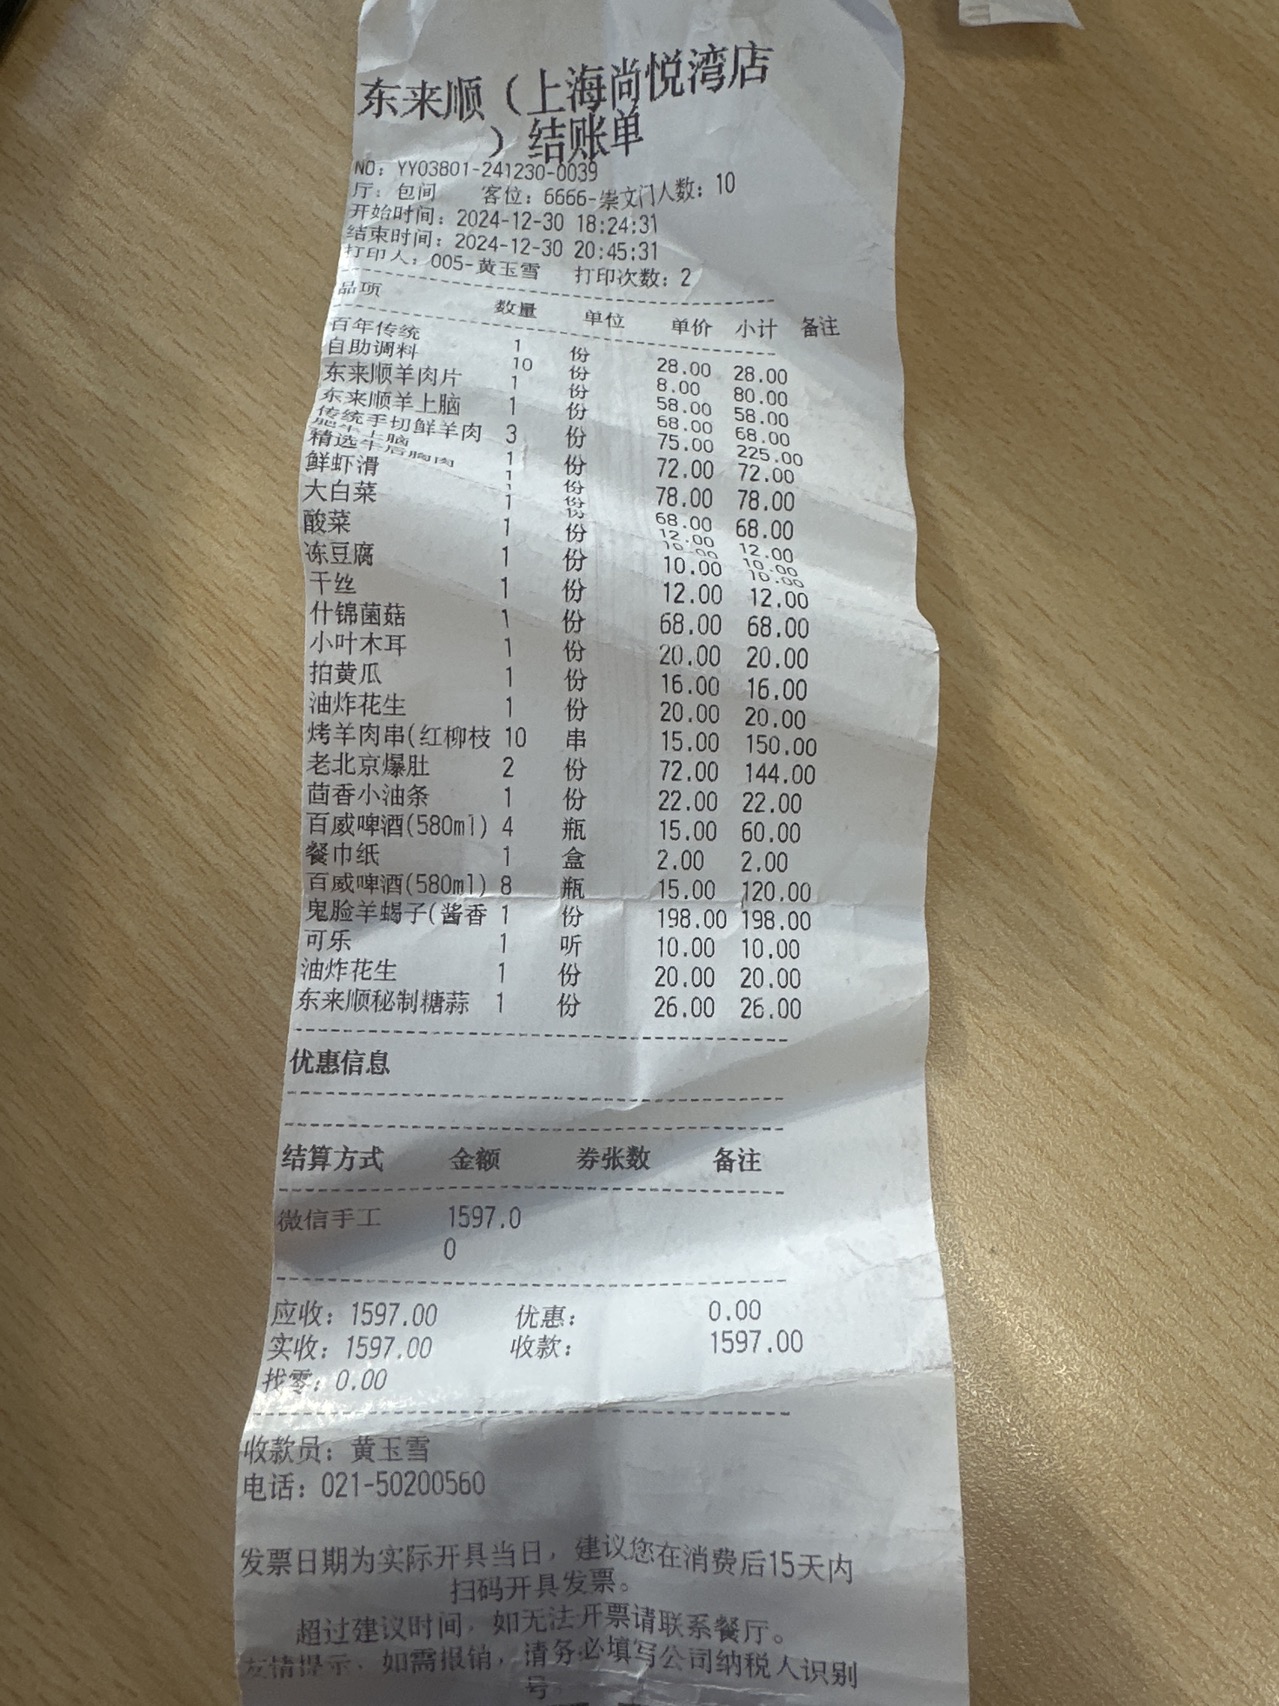 东来顺（上海尚悦湾店
）结账单
NO：YY03801-241230-0039
厅：包间 客位：6666-崇文门人数：10
开始时间：2024-12-30 18:24:31
结束时间：2024-12-30 20:45:31
打印人：005-黄玉雪 打印次数：2
品项 数量 单位 单价 小计 备注
百年传统 1 份 28.00 28.00
自助调料 10 份 8.00 80.00
东来顺羊肉片 1 份 58.00 58.00
东来顺羊上脑 1 份 68.00 68.00
传统手切鲜羊肉 3 份 75.00 225.00
肥牛上脑 1 份 72.00 72.00
精选牛后胸肉 1 份 78.00 78.00
鲜虾滑 1 份 68.00 68.00
大白菜 1 份 12.00 12.00
酸菜 1 份 10.00 10.00
冻豆腐 1 份 10.00 10.00
干丝 1 份 12.00 12.00
什锦菌菇 1 份 68.00 68.00
小叶木耳 1 份 20.00 20.00
拍黄瓜 1 份 16.00 16.00
油炸花生 1 份 20.00 20.00
烤羊肉串(红柳枝 10 串 15.00 150.00
老北京爆肚 2 份 72.00 144.00
茴香小油条 1 份 22.00 22.00
百威啤酒(580ml) 4 瓶 15.00 60.00
餐巾纸 1 盒 2.00 2.00
百威啤酒(580ml) 8 瓶 15.00 120.00
鬼脸羊蝎子(酱香 1 份 198.00 198.00
可乐 1 听 10.00 10.00
油炸花生 1 份 20.00 20.00
东来顺秘制糖蒜 1 份 26.00 26.00
优惠信息
结算方式 金额 券张数 备注
微信手工 1597.0
0
应收：1597.00 优惠： 0.00
实收：1597.00 收款： 1597.00
找零：0.00
收款员：黄玉雪
电话：021-50200560
发票日期为实际开具当日，建议您在消费后15天内
扫码开具发票。
超过建议时间，如无法开票请联系餐厅。
友情提示，如需报销，请务必填写公司纳税人识别
号。